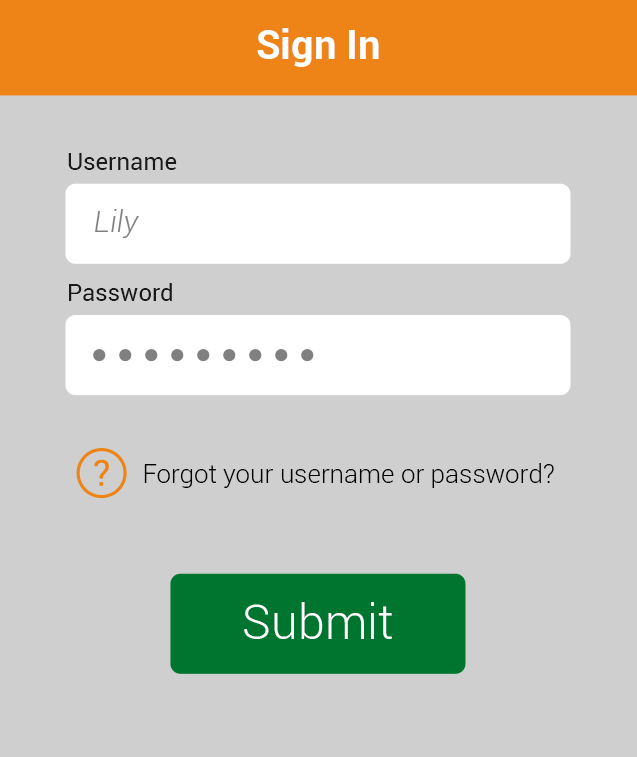 Sign In
Username
Lily
Password
?
Forgot your username or password?
Submit